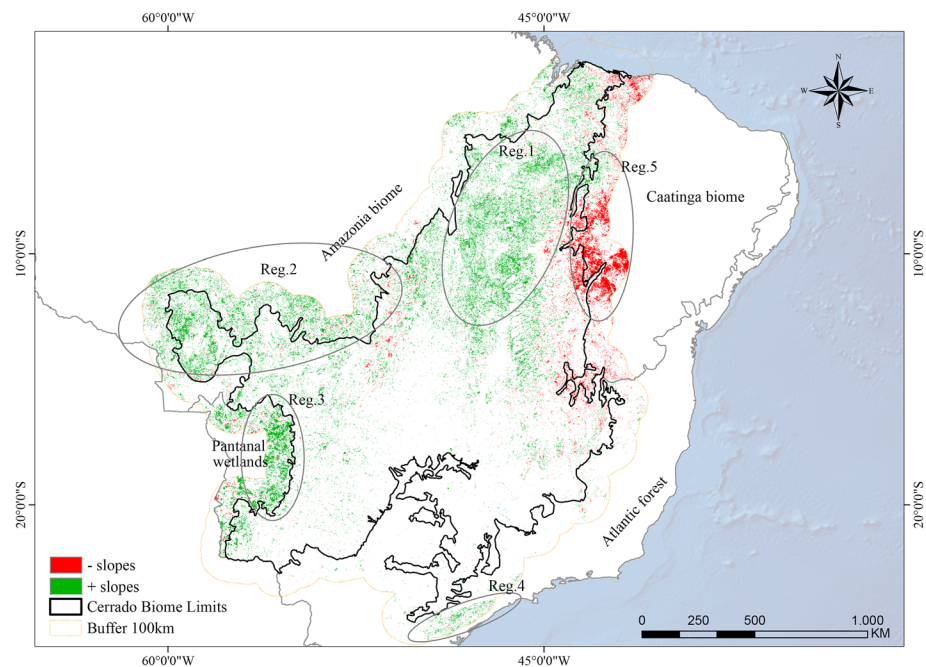 60°0'0"W
45°0'0"W
N
W
E
S
Reg.1
Reg.5
Caatinga biome
Amazonia biome
10°0'0"S
10°0'0"S
Reg.2
Reg.3
Pantanal
wetlands
20°0'0"S
20°0'0"S
Atlantic forest
- slopes
+ slopes
Cerrado Biome Limits
Buffer 100km
Reg.4
0 250 500 1.000
KM
60°0'0"W
45°0'0"W